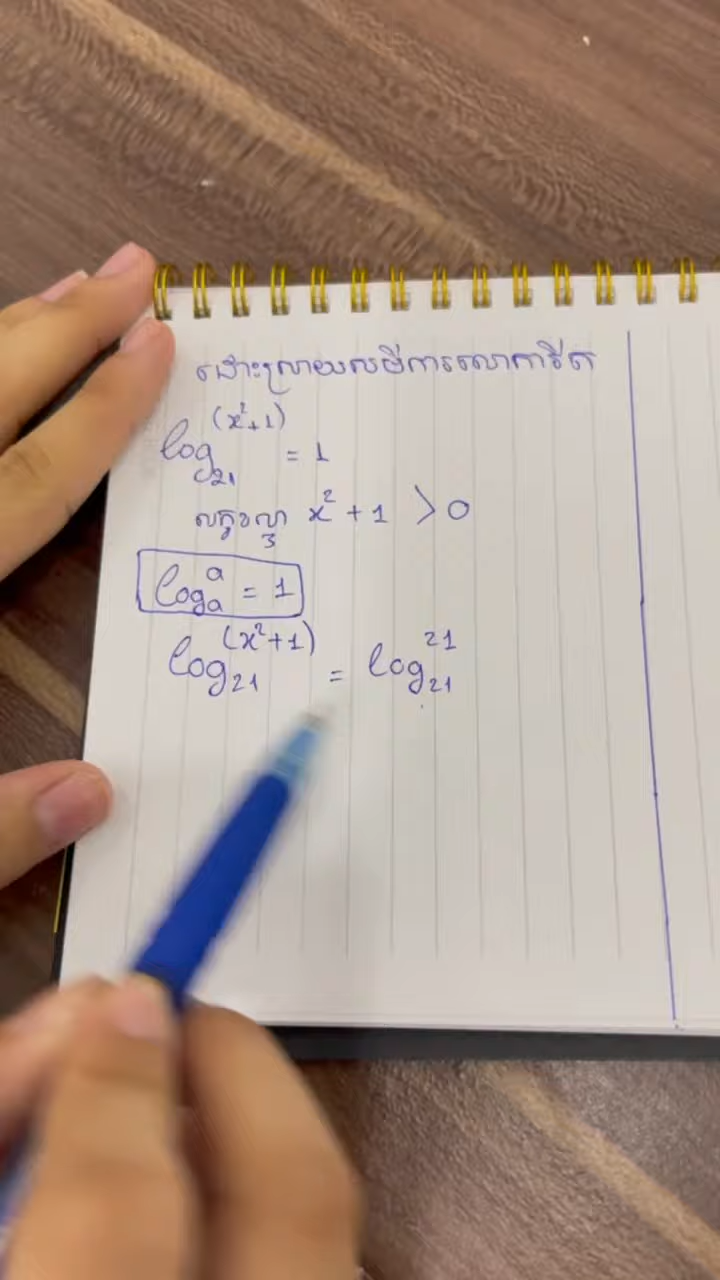 ដោះស្រាយសមីការលោការីត
log₂₁(x²+1) = 1
លក្ខខណ្ឌ x² + 1 > 0
logₐa = 1
log₂₁(x²+1) = log₂₁21